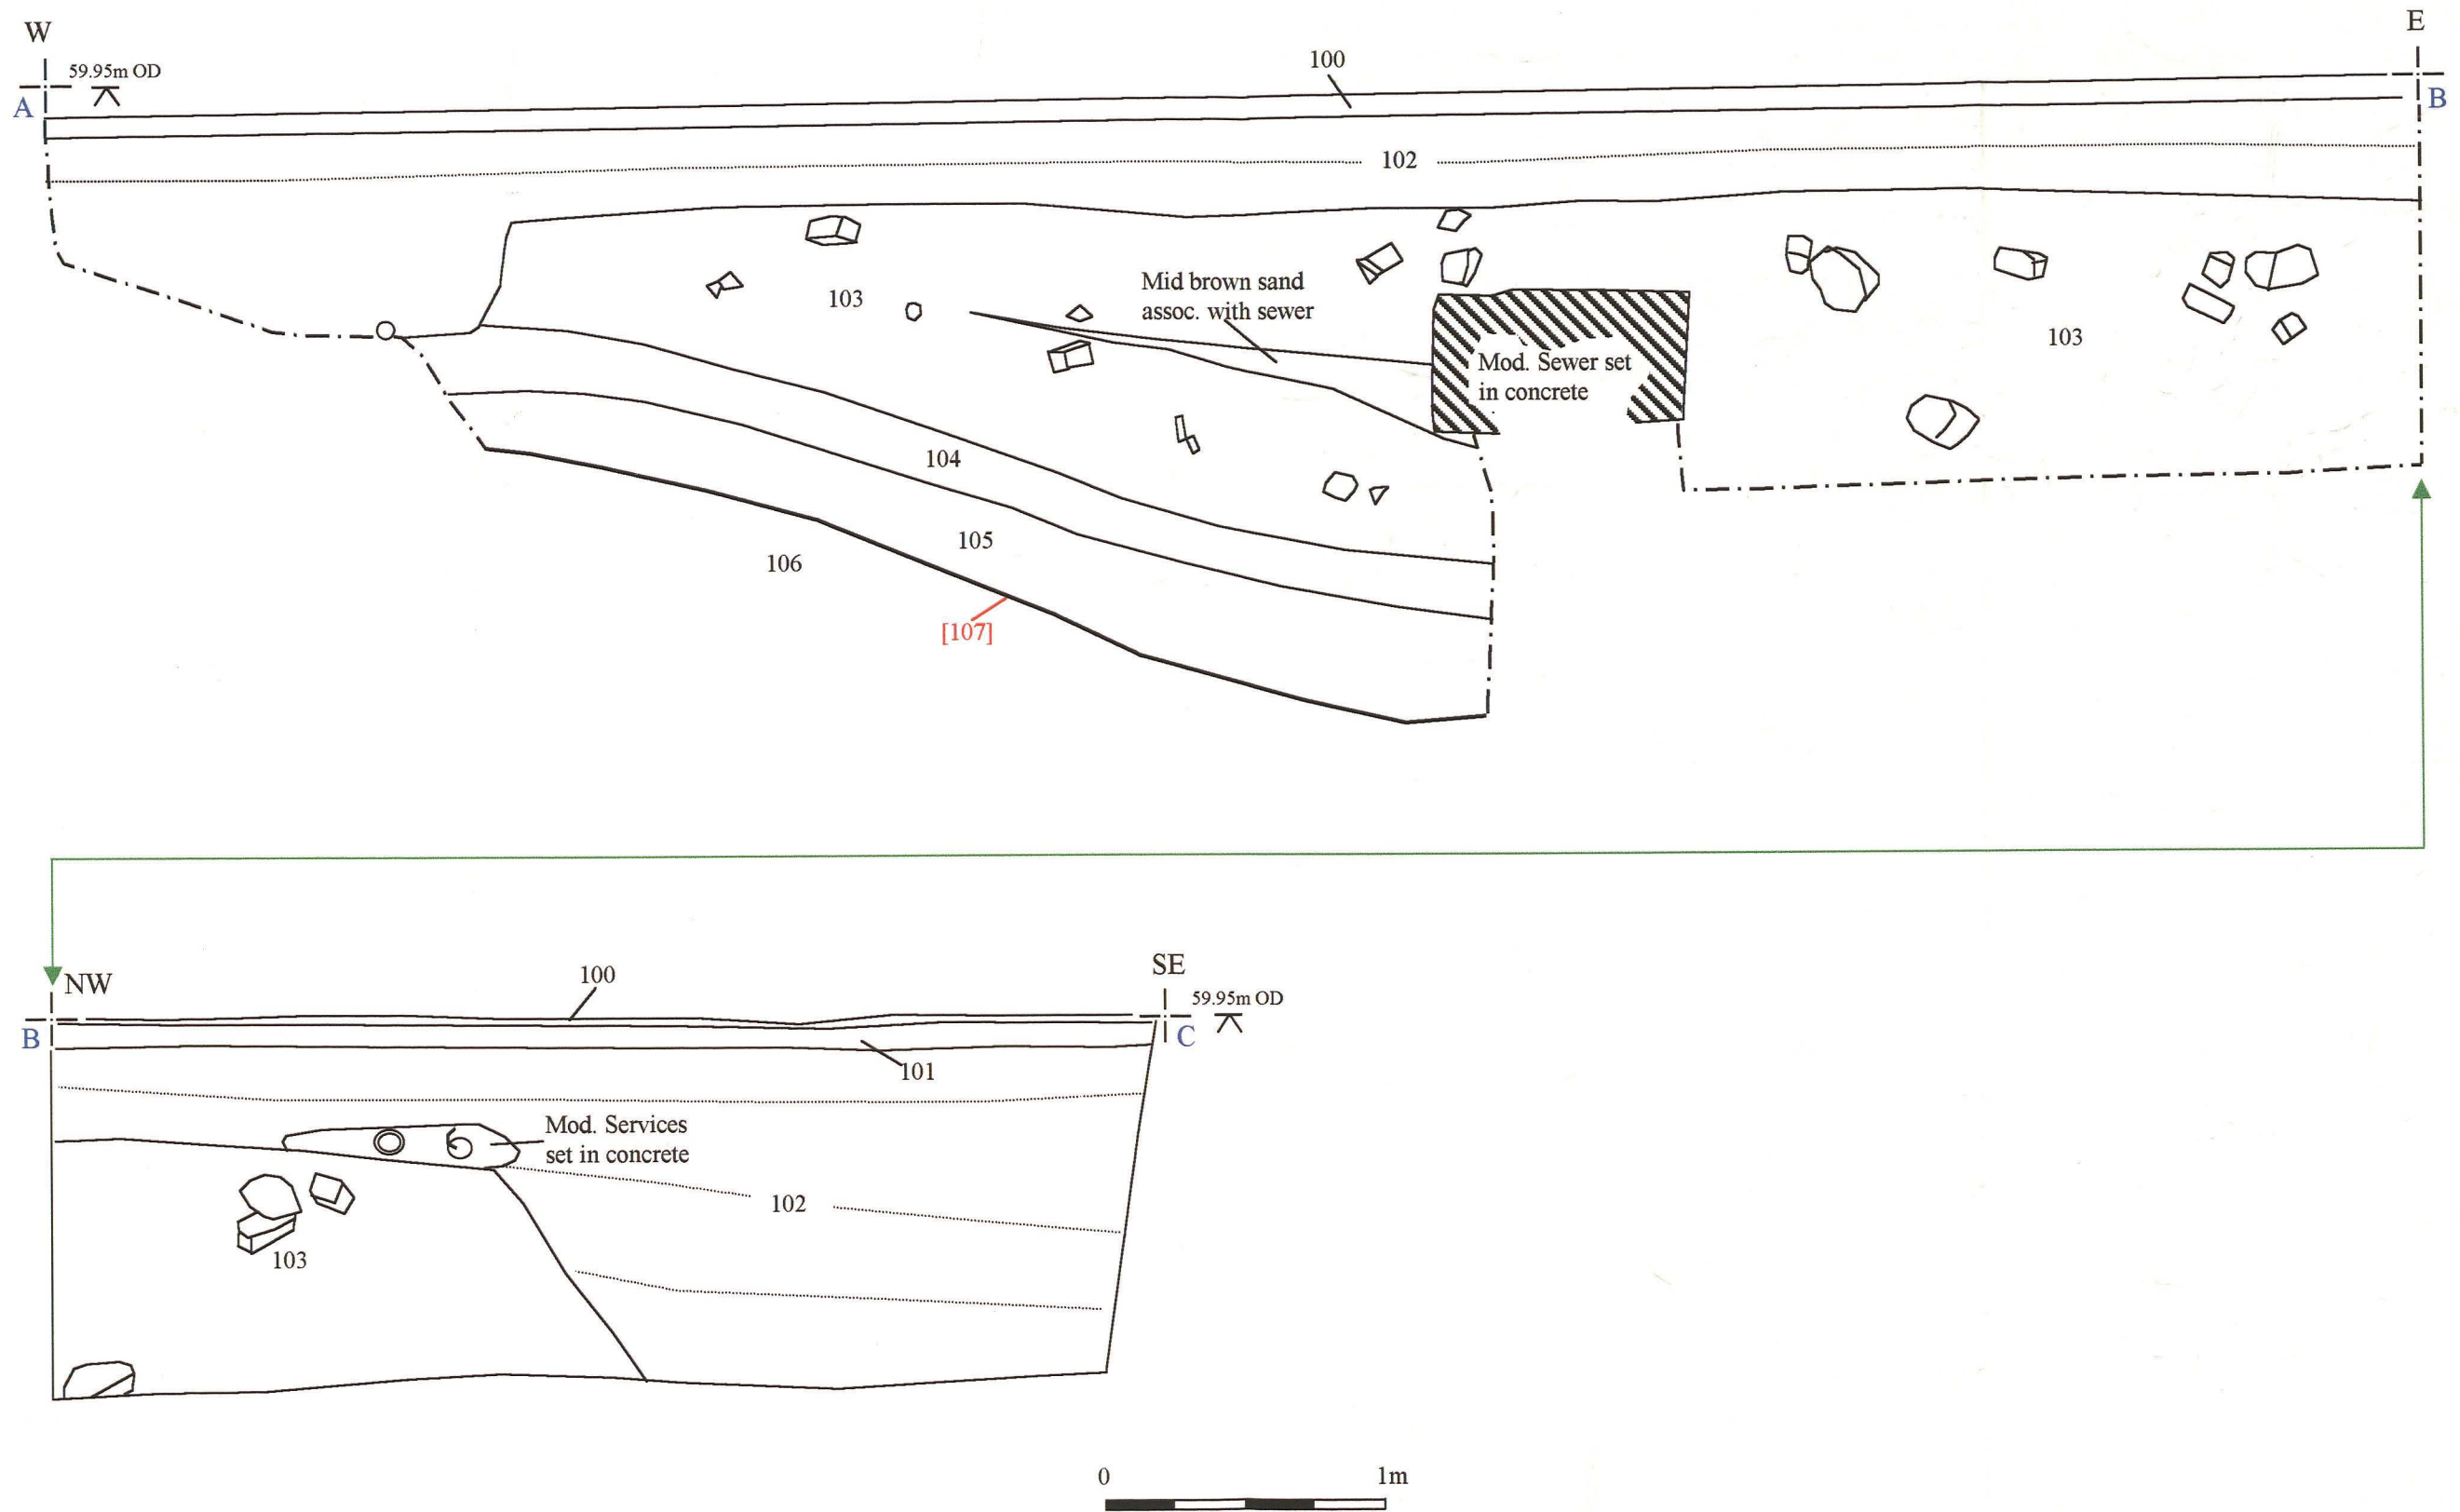 W
E
59.95m OD
100
A
B
102
Mid brown sand
assoc. with sewer
103
103
Mod. Sewer set
in concrete
104
105
106
[107]
NW
100
SE
59.95m OD
B
C
101
Mod. Services
set in concrete
102
103
0
1m